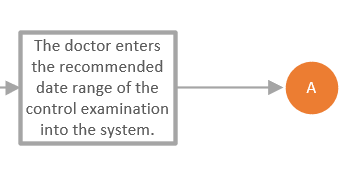 The doctor enters
the recommended
date range of the
control examination
into the system.
A